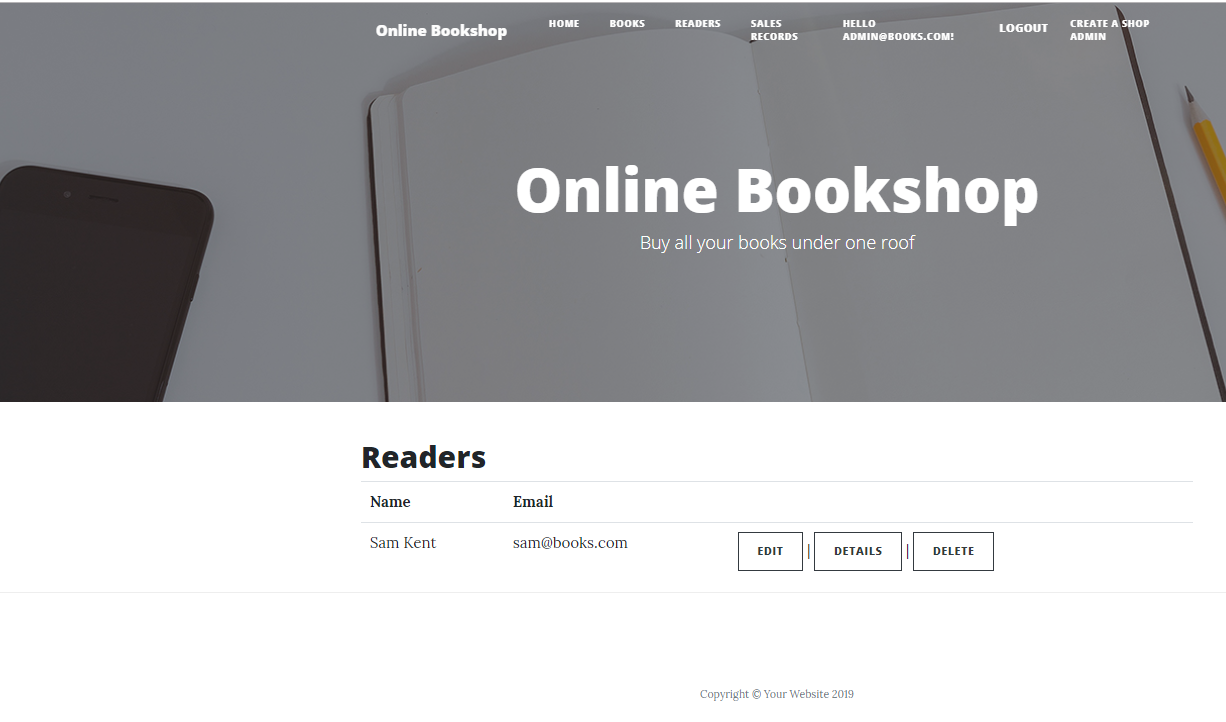 Online Bookshop
HOME
BOOKS
READERS
SALES
RECORDS
HELLO
ADMIN@BOOKS.COM!
LOGOUT
CREATE A SHOP
ADMIN
Online Bookshop
Buy all your books under one roof
Readers
Name Email
Sam Kent sam@books.com EDIT | DETAILS | DELETE
Copyright © Your Website 2019